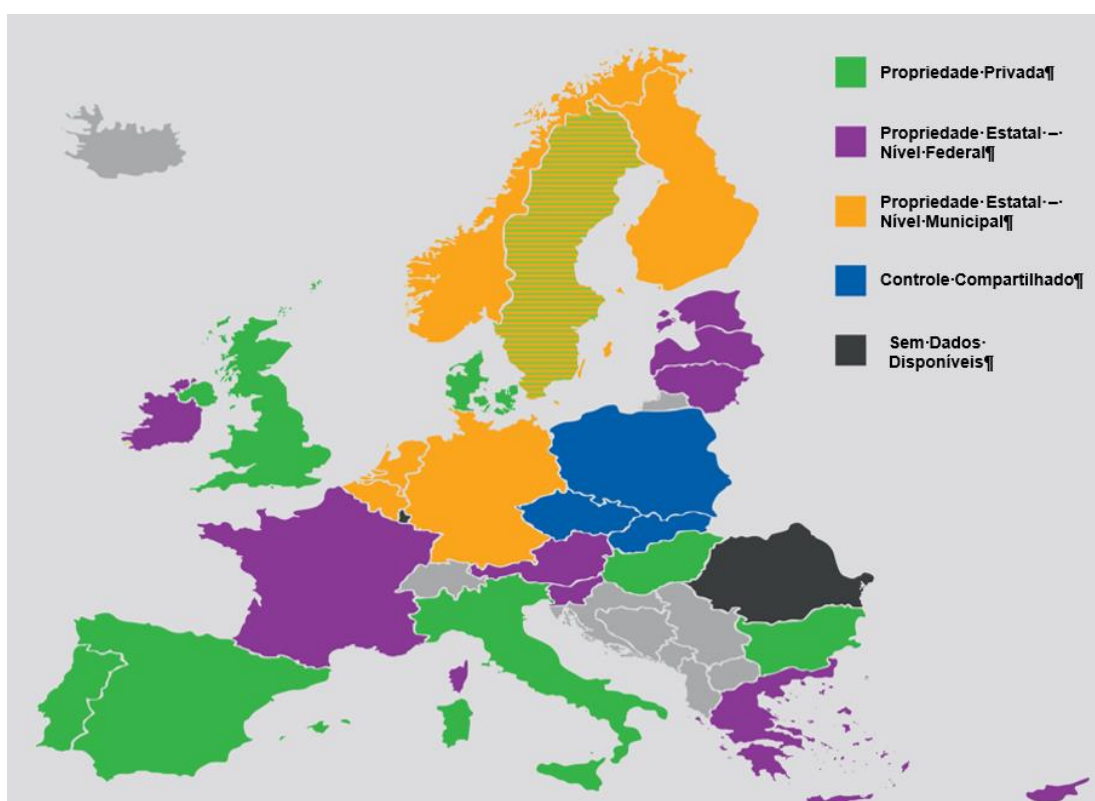 Propriedade·Privada¶
Propriedade·Estatal·–·
Nível·Federal¶
Propriedade·Estatal·–·
Nível·Municipal¶
Controle·Compartilhado¶
Sem·Dados·
Disponíveis¶